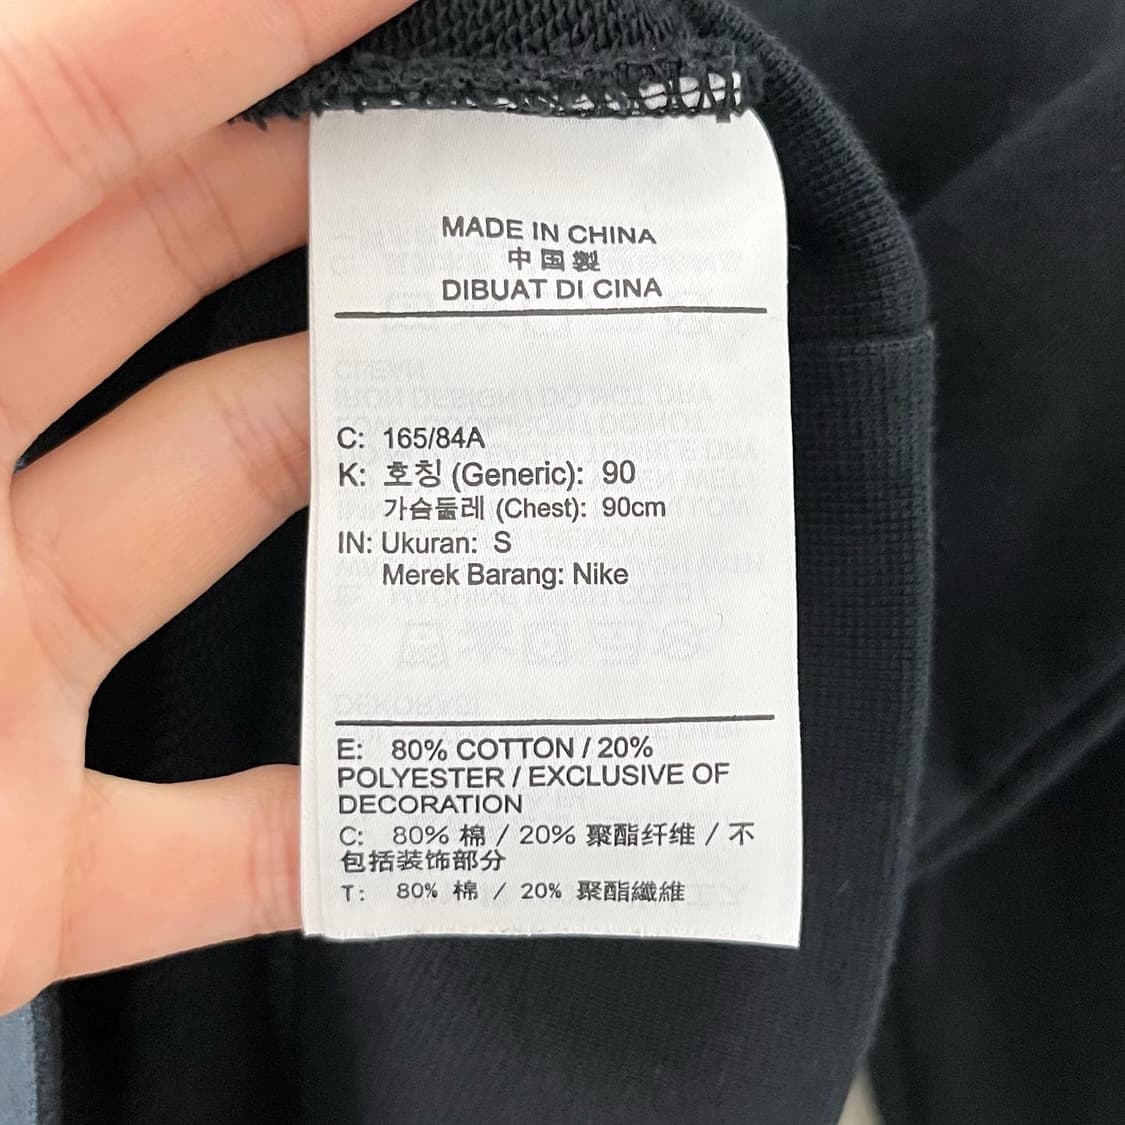 MADE IN CHINA
中国製
DIBUAT DI CINA
C: 165/84A
K: 호칭 (Generic): 90
가슴둘레 (Chest): 90cm
IN: Ukuran: S
Merek Barang: Nike
E: 80% COTTON / 20%
POLYESTER / EXCLUSIVE OF
DECORATION
C: 80% 棉 / 20% 聚酯纤维 / 不
包括装饰部分
T: 80% 棉 / 20% 聚酯纖維